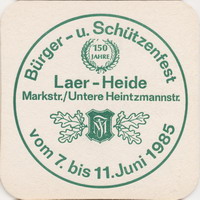 Bürger-u. Schützenfest
150
JAHRE
Laer-Heide
Markstr./Untere Heintzmannstr.
vom 7. bis 11. Juni 1985